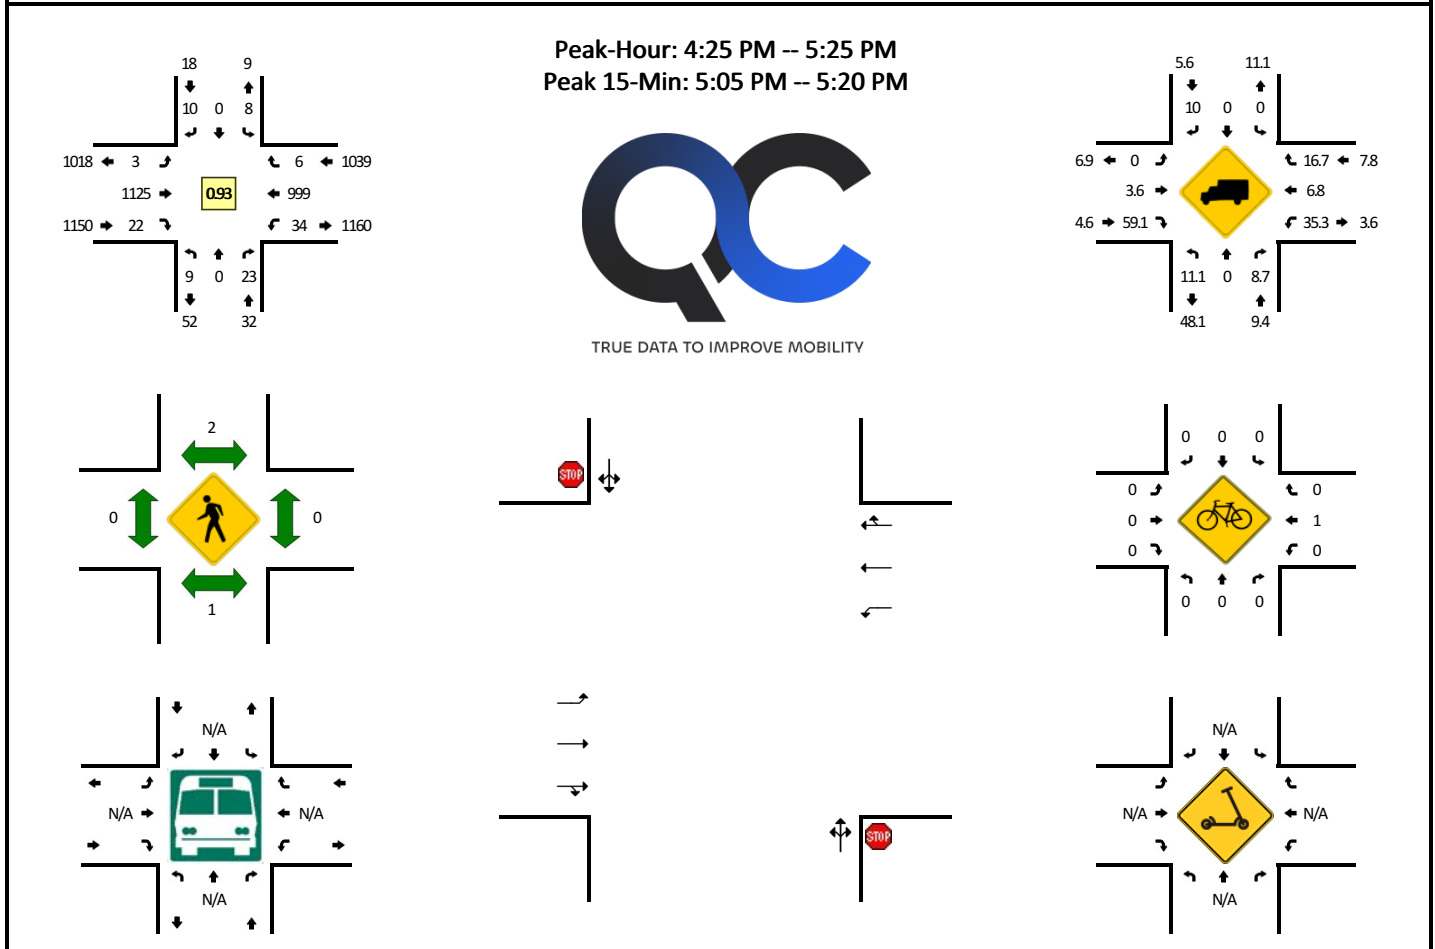 Peak-Hour: 4:25 PM -- 5:25 PM
Peak 15-Min: 5:05 PM -- 5:20 PM
18 9
10 0 8
1018 3 6 1039
1125 0.93 999
1150 22 34 1160
9 0 23
52 32
TRUE DATA TO IMPROVE MOBILITY
5.6 11.1
10 0 0
6.9 0 16.7 7.8
3.6 6.8
4.6 59.1 35.3 3.6
11.1 0 8.7
48.1 9.4
2
0 0
1
STOP
STOP
0 0 0
0 0
0 1
0 0
0 0 0
N/A
N/A N/A
N/A
N/A
N/A N/A
N/A